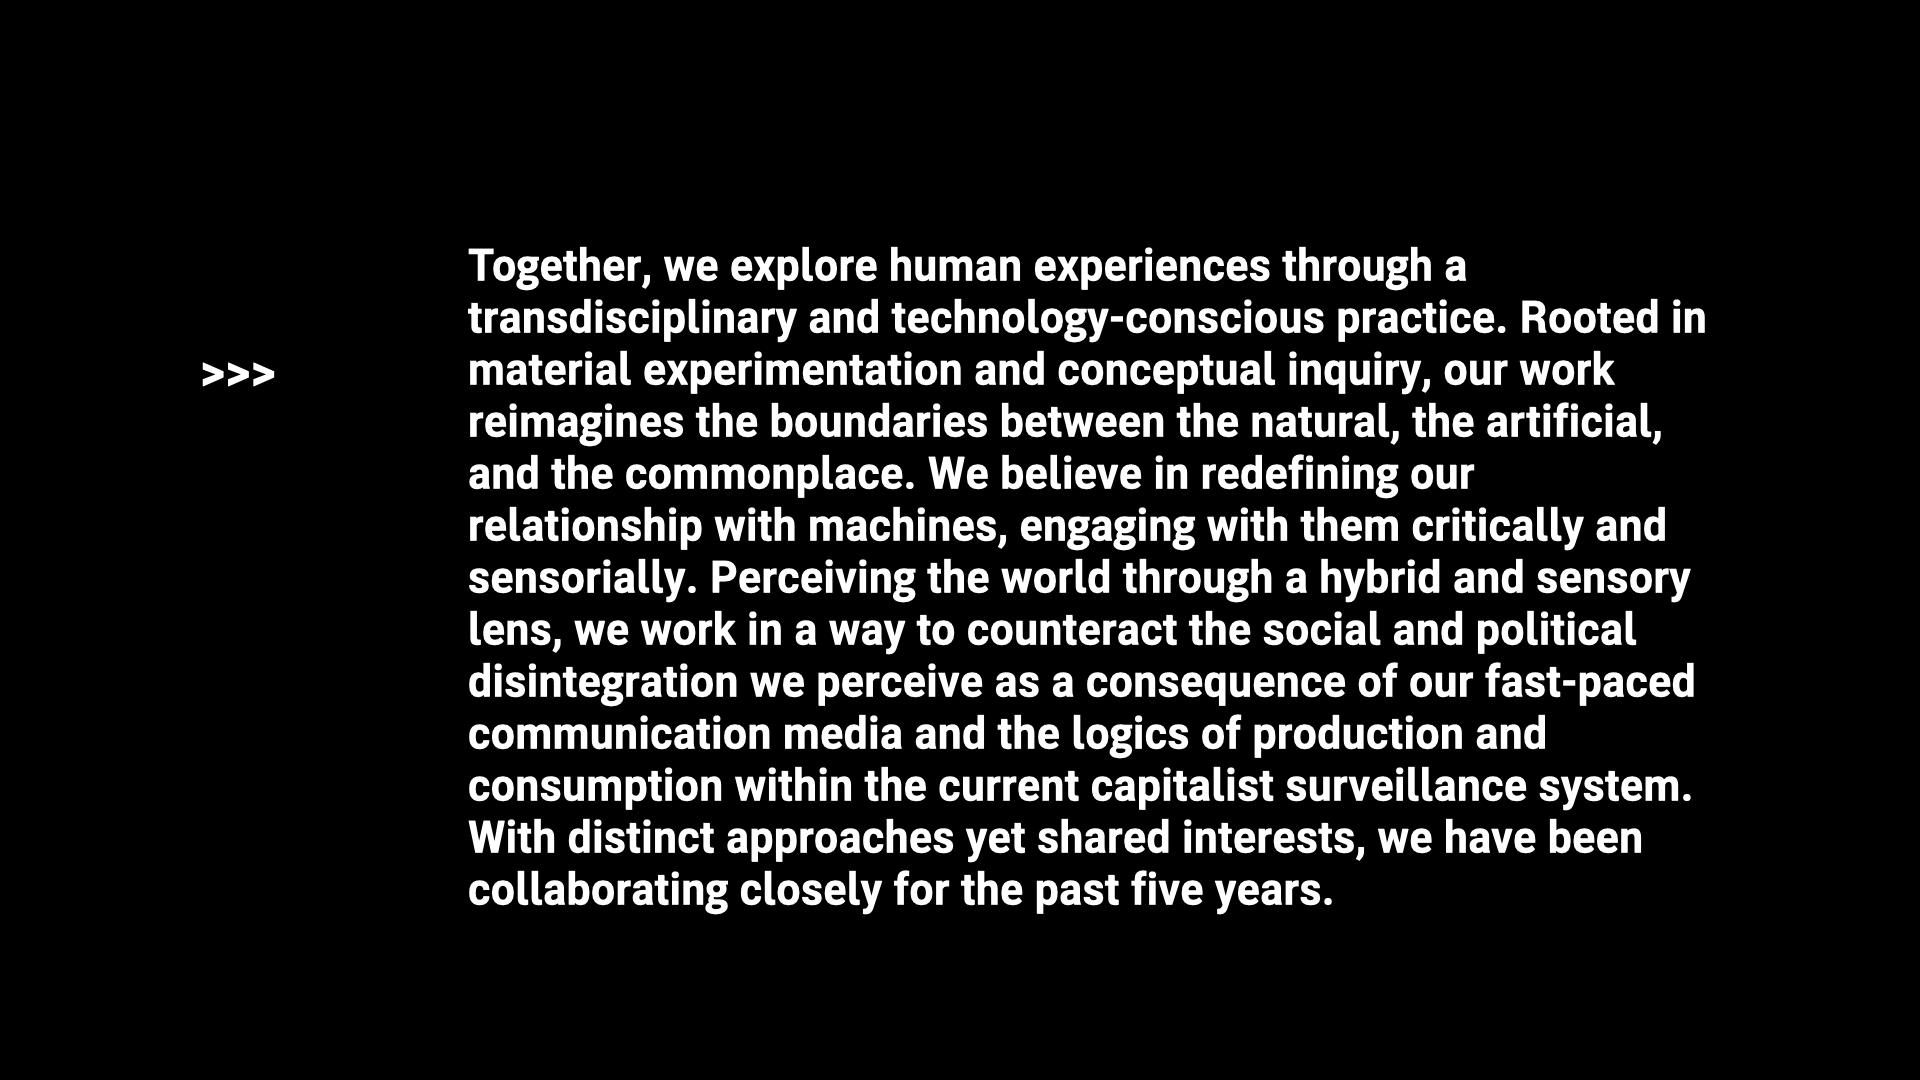 Together, we explore human experiences through a
transdisciplinary and technology-conscious practice. Rooted in
>>>
material experimentation and conceptual inquiry, our work
reimagines the boundaries between the natural, the artificial,
and the commonplace. We believe in redefining our
relationship with machines, engaging with them critically and
sensorially. Perceiving the world through a hybrid and sensory
lens, we work in a way to counteract the social and political
disintegration we perceive as a consequence of our fast-paced
communication media and the logics of production and
consumption within the current capitalist surveillance system.
With distinct approaches yet shared interests, we have been
collaborating closely for the past five years.